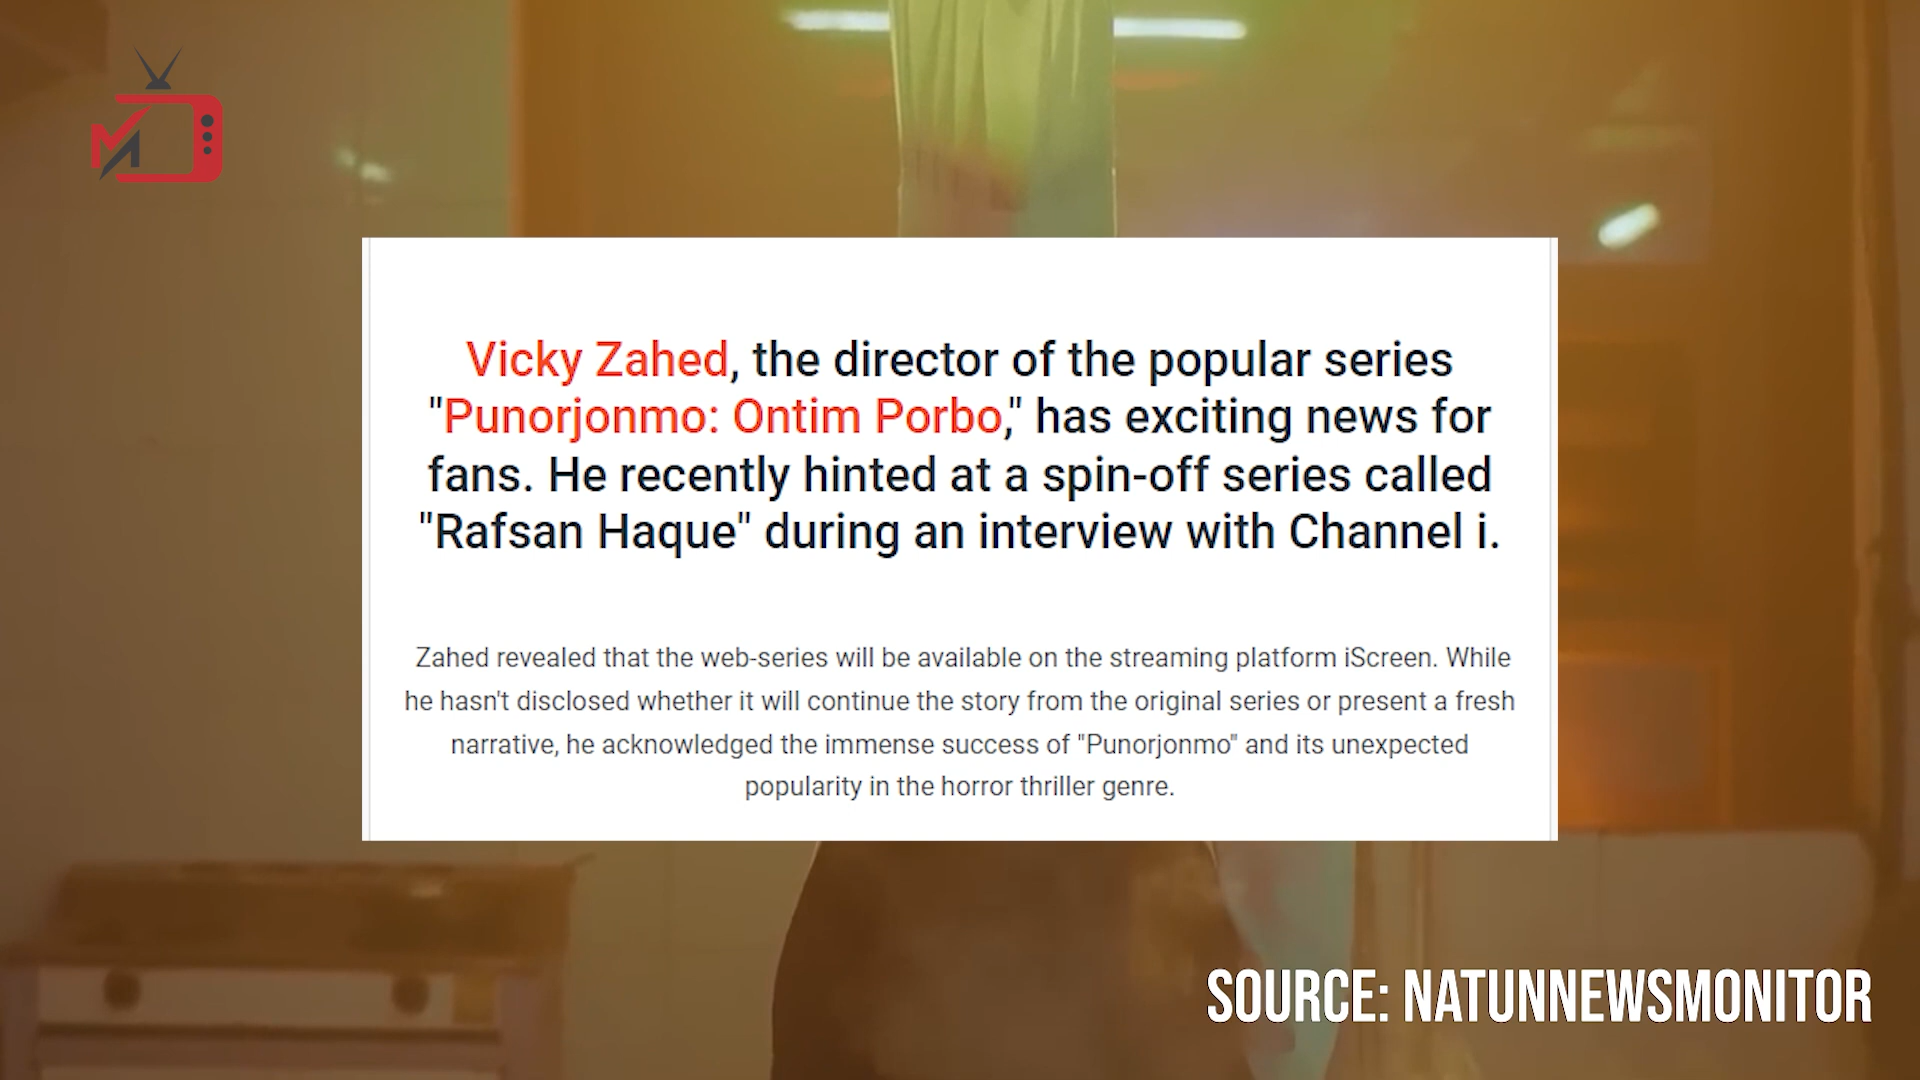 Vicky Zahed, the director of the popular series
"Punorjonmo: Ontim Porbo," has exciting news for
fans. He recently hinted at a spin-off series called
"Rafsan Haque" during an interview with Channel i.
Zahed revealed that the web-series will be available on the streaming platform iScreen. While
he hasn't disclosed whether it will continue the story from the original series or present a fresh
narrative, he acknowledged the immense success of "Punorjonmo" and its unexpected
popularity in the horror thriller genre.
SOURCE: NATUNNEWSMONITOR